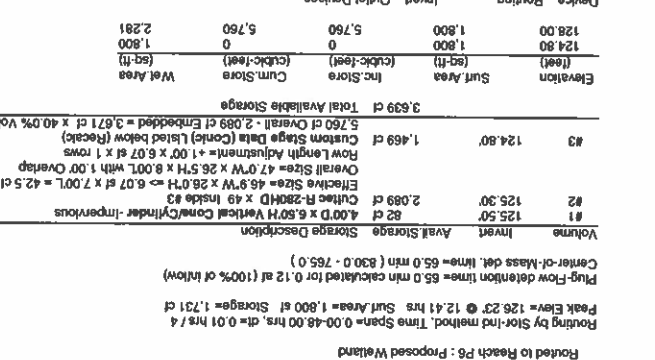 Routed to Reach P6 : Proposed Wetland
Routing by Stor-Ind method, Time Span= 0.00-48.00 hrs, dt= 0.01 hrs / 4
Peak Elev= 126.23' @ 12.41 hrs Surf.Area= 1,800 sf Storage= 1,731 cf
Plug-Flow detention time= 65.0 min calculated for 0.12 af (100% of inflow)
Center-of-Mass det. time= 65.0 min ( 830.0 - 765.0 )
Volume Invert Avail.Storage Storage Description
#1 125.50' 82 cf 4.00'D x 6.50'H Vertical Cone/Cylinder -Impervious
#2 125.30' 2,089 cf Cultec R-280HD x 49 Inside #3
Effective Size= 46.9"W x 26.0"H => 6.07 sf x 7.00'L = 42.5 cf
Overall Size= 47.0"W x 26.5"H x 8.00'L with 1.00' Overlap
Row Length Adjustment= +1.00' x 6.07 sf x 1 rows
#3 124.80' 1,469 cf Custom Stage Data (Conic) Listed below (Recalc)
5,760 cf Overall - 2,089 cf Embedded = 3,671 cf x 40.0% Vo
3,639 cf Total Available Storage
Elevation Surf.Area Inc.Store Cum.Store Wet.Area
(feet) (sq-ft) (cubic-feet) (cubic-feet) (sq-ft)
124.80 1,800 0 0 1,800
128.00 1,800 5,760 5,760 2,281
Device Routing Invert Outlet Devices